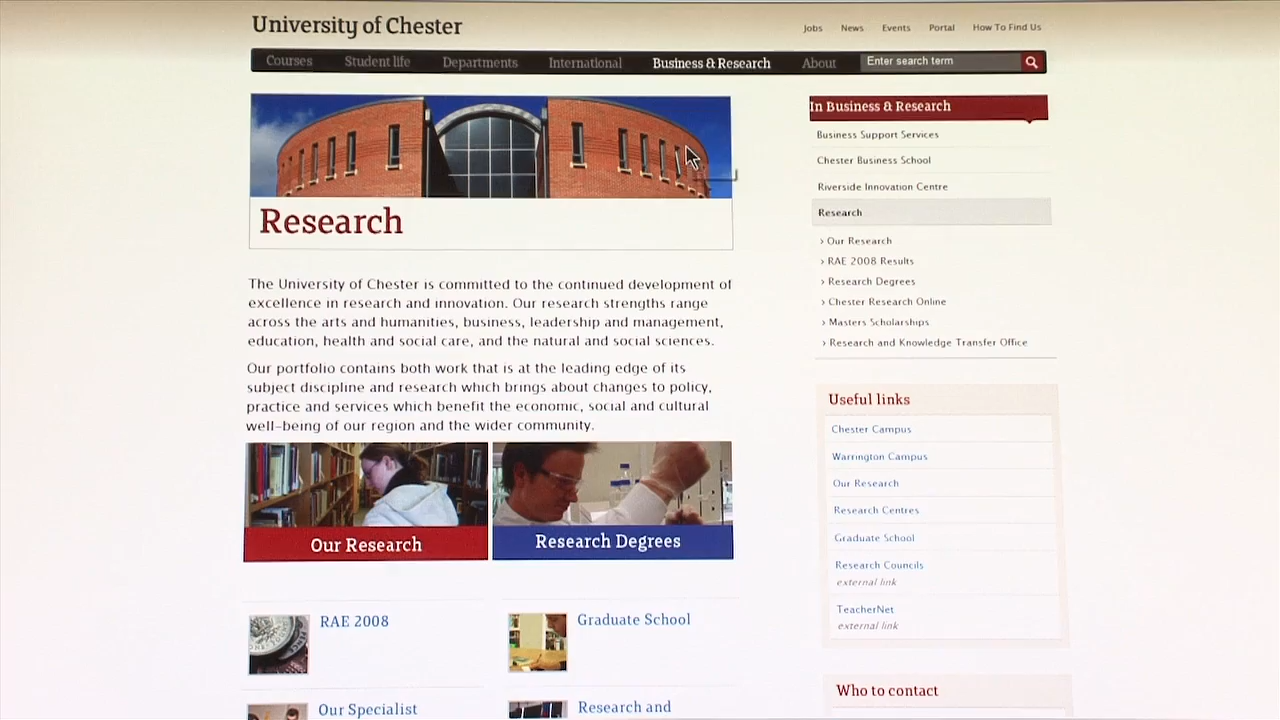 University of Chester
Jobs News Events Portal How To Find Us
Courses Student life Departments International Business & Research About Enter search term
In Business & Research
Business Support Services
Chester Business School
Riverside Innovation Centre
Research
› Our Research
› RAE 2008 Results
› Research Degrees
› Chester Research Online
› Masters Scholarships
› Research and Knowledge Transfer Office
Research
The University of Chester is committed to the continued development of
excellence in research and innovation. Our research strengths range
across the arts and humanities, business, leadership and management,
education, health and social care, and the natural and social sciences.
Our portfolio contains both work that is at the leading edge of its
subject discipline and research which brings about changes to policy,
practice and services which benefit the economic, social and cultural
well-being of our region and the wider community.
Our Research
Research Degrees
RAE 2008
Graduate School
Our Specialist
Research and
Useful links
Chester Campus
Warrington Campus
Our Research
Research Centres
Graduate School
Research Councils
external link
TeacherNet
external link
Who to contact